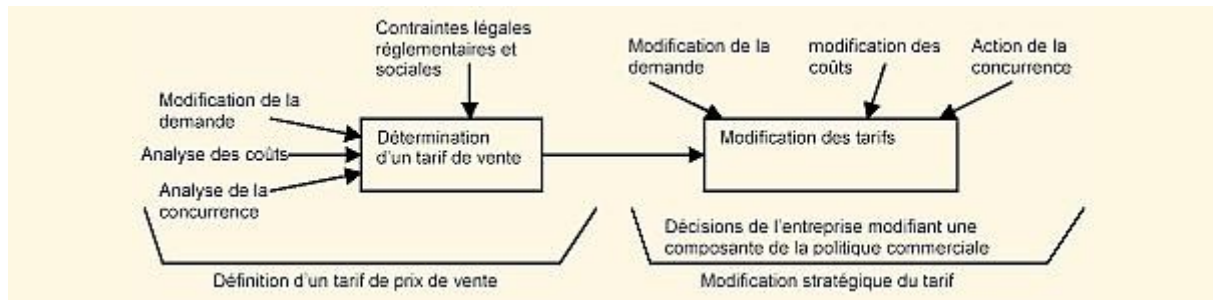 Contraintes légales
réglementaires et
sociales
Modification de la
demande
Analyse des coûts
Analyse de la
concurrence
Détermination
d'un tarif de vente
Définition d'un tarif de prix de vente
Modification de la
demande
modification des
coûts
Action de la
concurrence
Modification des tarifs
Décisions de l'entreprise modifiant une
composante de la politique commerciale
Modification stratégique du tarif